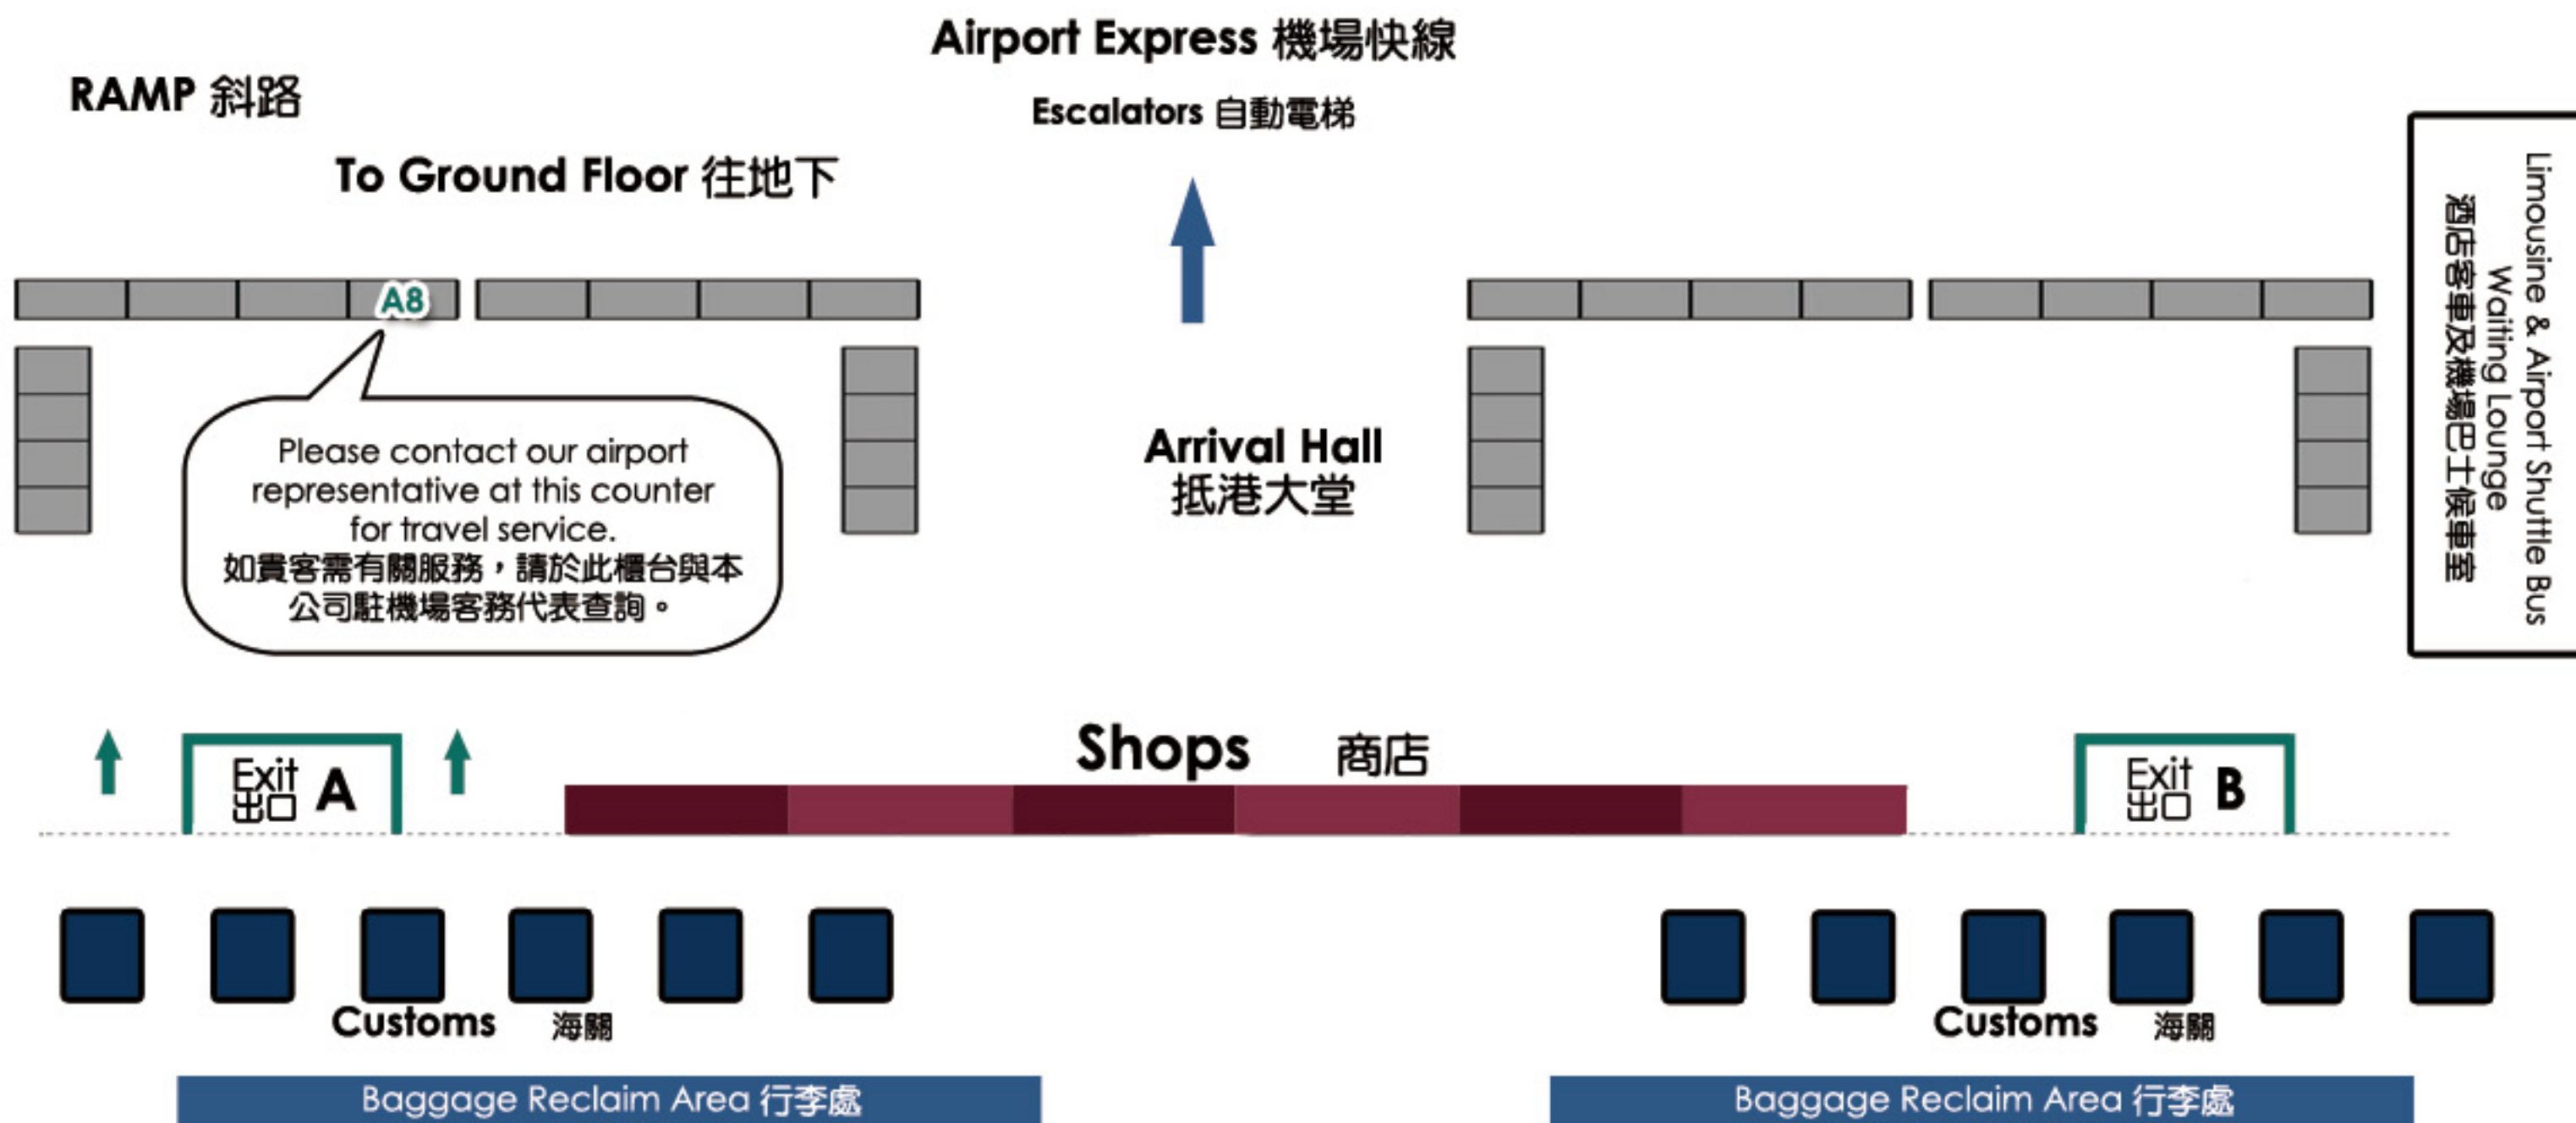 Airport Express 機場快線
RAMP 斜路
Escalators 自動電梯
To Ground Floor 往地下
Limousine & Airport Shuttle Bus
Waiting Lounge
酒店客車及機場巴士候車室
A8
Please contact our airport
representative at this counter
for travel service.
如貴客需有關服務，請於此櫃台與本
公司駐機場客務代表查詢。
Arrival Hall
抵港大堂
Shops 商店
Exit
出口 A
Exit
出口 B
Customs 海關
Customs 海關
Baggage Reclaim Area 行李處
Baggage Reclaim Area 行李處